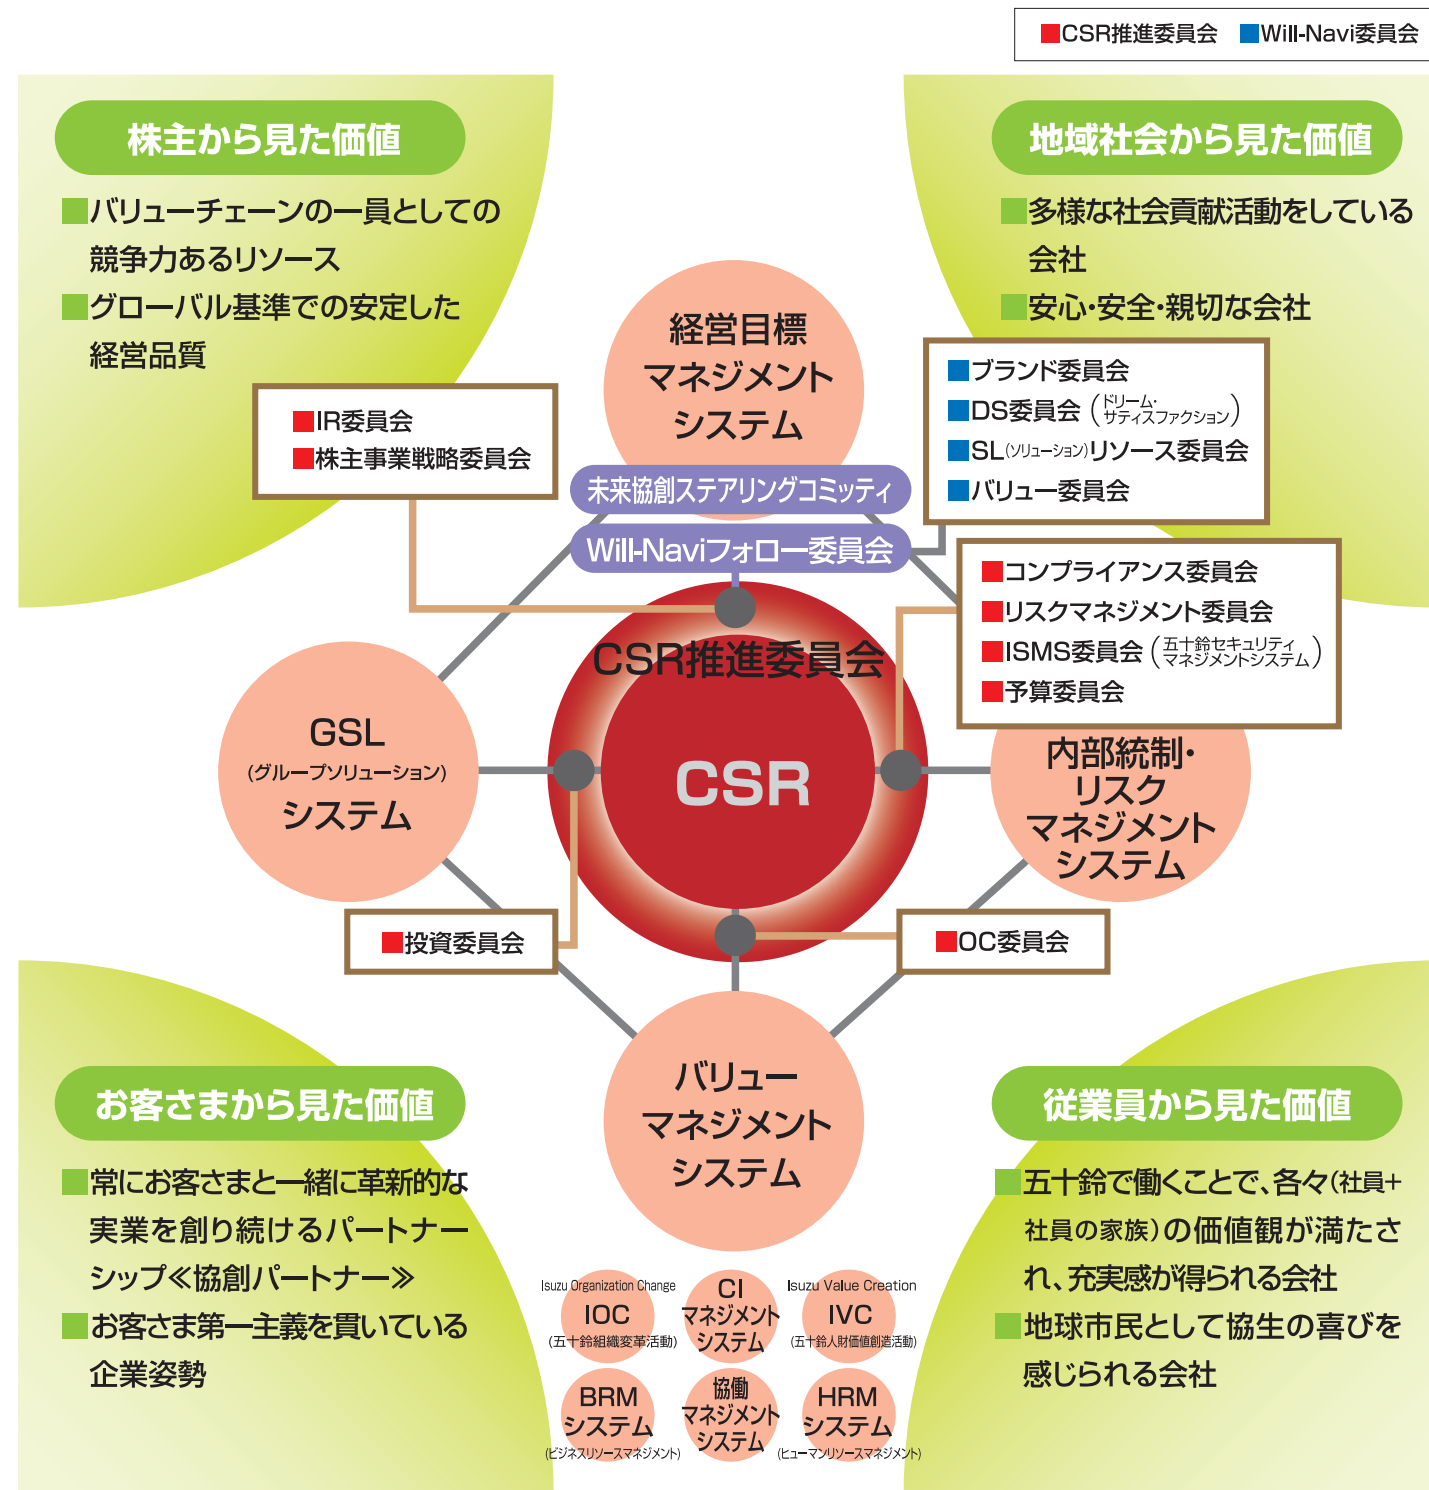 ■CSR推進委員会 ■Will-Navi委員会
株主から見た価値
■バリューチェーンの一員としての
競争力あるリソース
■グローバル基準での安定した
経営品質
地域社会から見た価値
■多様な社会貢献活動をしている
会社
■安心・安全・親切な会社
経営目標
マネジメント
システム
■IR委員会
■株主事業戦略委員会
■ブランド委員会
■DS委員会(ドリーム・
サティスファクション)
■SL(ソリューション)リソース委員会
■バリュー委員会
未来協創ステアリングコミッティ
Will-Naviフォロー委員会
■コンプライアンス委員会
■リスクマネジメント委員会
■ISMS委員会(五十鈴セキュリティ
マネジメントシステム)
■予算委員会
CSR推進委員会
CSR
GSL
(グループソリューション)
システム
内部統制・
リスク
マネジメント
システム
■投資委員会
■OC委員会
バリュー
マネジメント
システム
お客さまから見た価値
■常にお客さまと一緒に革新的な
実業を創り続けるパートナー
シップ≪協創パートナー≫
■お客さま第一主義を貫いている
企業姿勢
従業員から見た価値
■五十鈴で働くことで、各々(社員+
社員の家族)の価値観が満たさ
れ、充実感が得られる会社
■地球市民として協生の喜びを
感じられる会社
Isuzu Organization Change
IOC
(五十鈴組織変革活動)
CI
マネジメント
システム
Isuzu Value Creation
IVC
(五十鈴人財価値創造活動)
BRM
システム
(ビジネスリソースマネジメント)
協働
マネジメント
システム
HRM
システム
(ヒューマンリソースマネジメント)